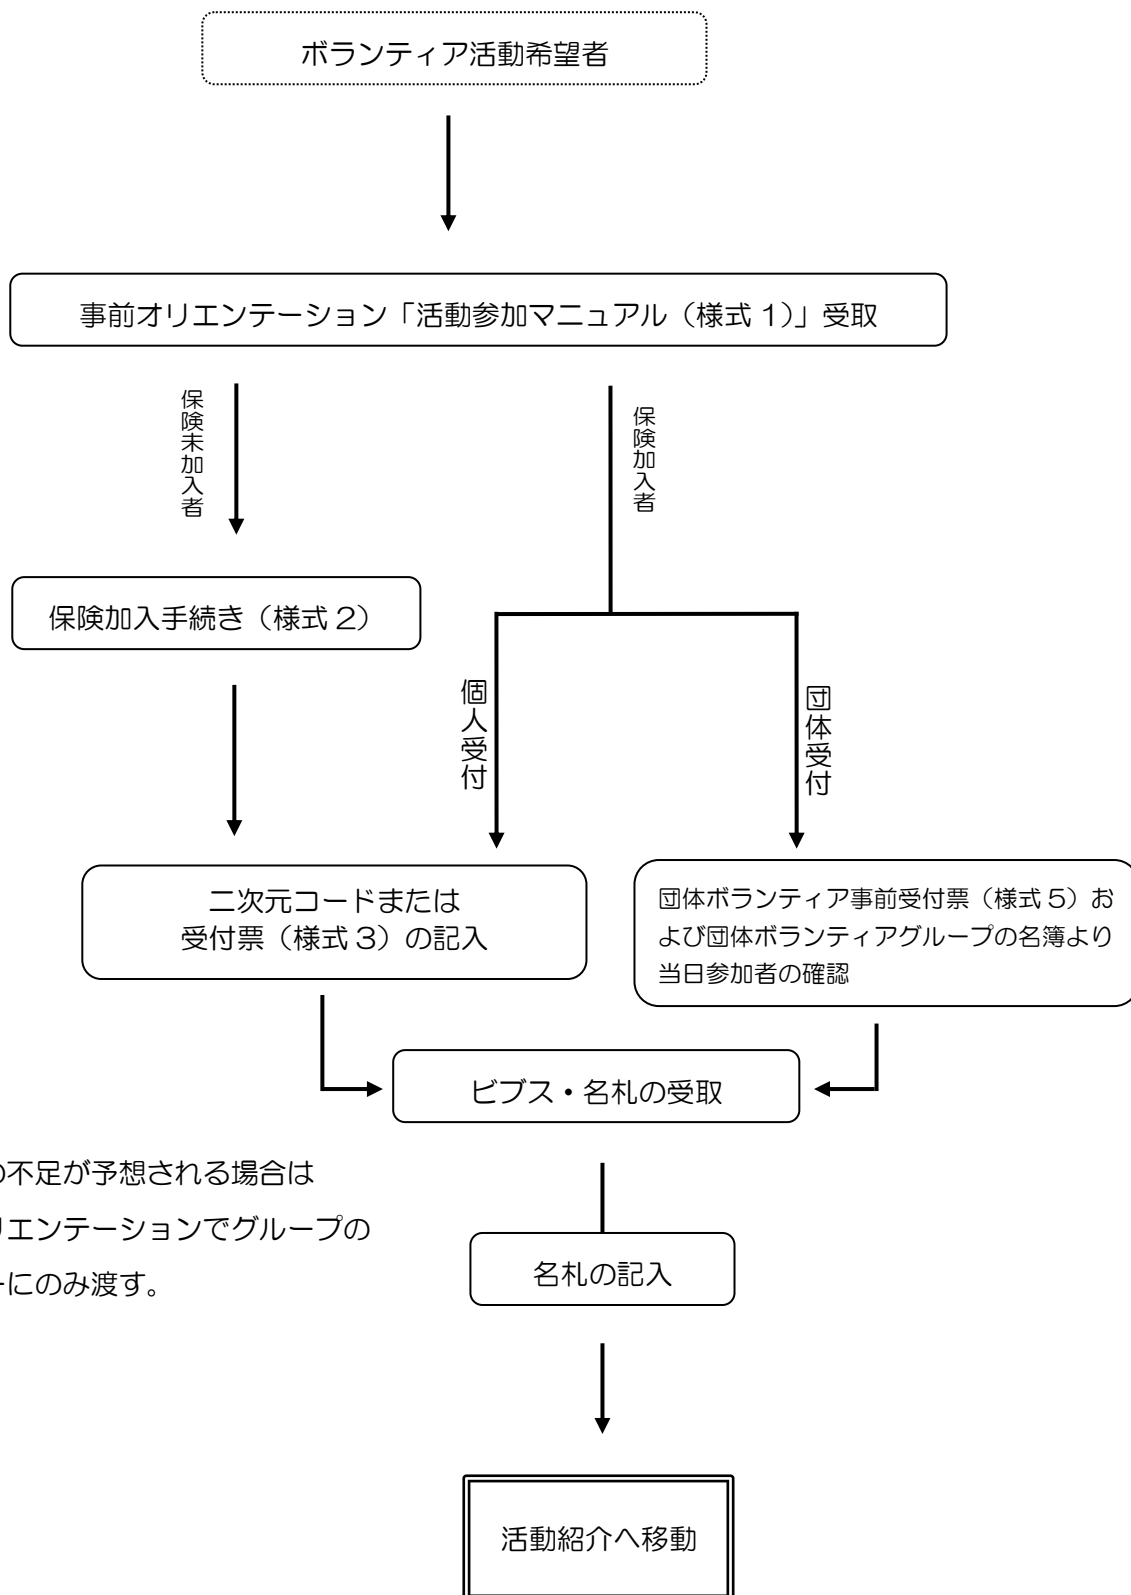 ボランティア活動希望者
事前オリエンテーション「活動参加マニュアル（様式1）」受取
保険未加入者
保険加入者
保険加入手続き（様式2）
個人受付
団体受付
二次元コードまたは
受付票（様式3）の記入
団体ボランティア事前受付票（様式5）お
よび団体ボランティアグループの名簿より
当日参加者の確認
ビブス・名札の受取
の不足が予想される場合は
リエンテーションでグループの
ーにのみ渡す。
名札の記入
活動紹介へ移動